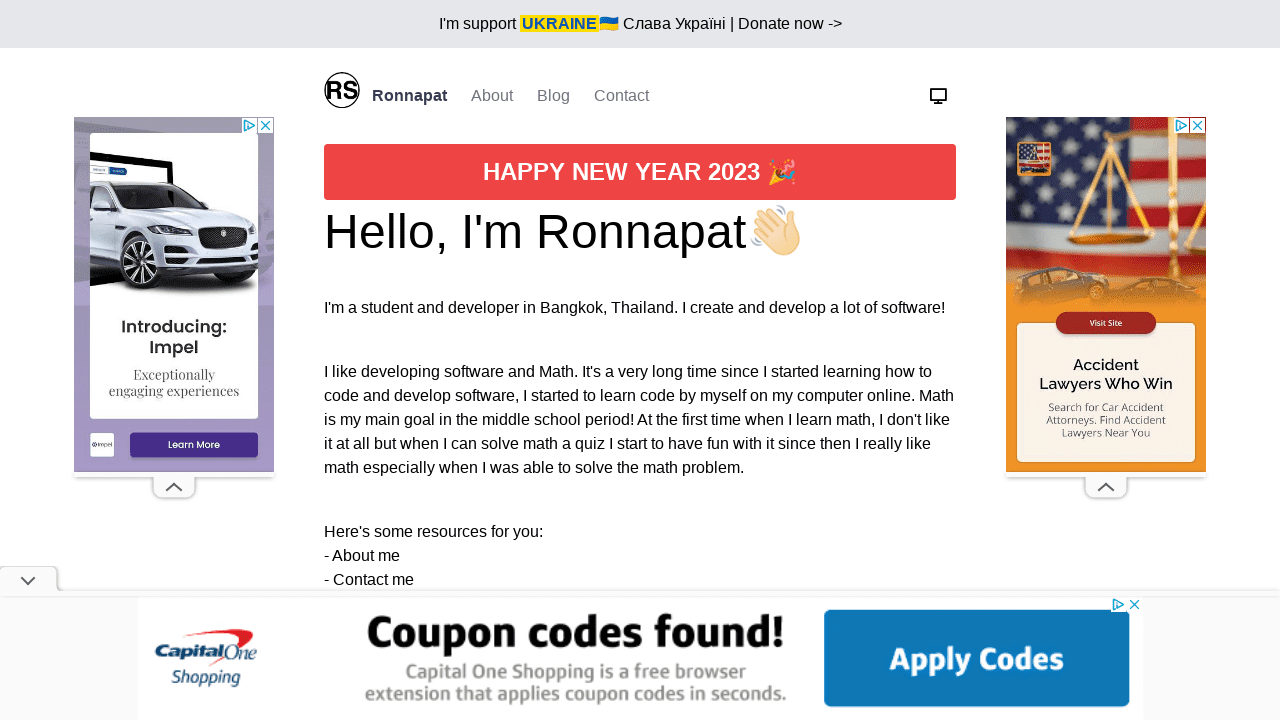 I'm support UKRAINE🇺🇦 Слава Україні | Donate now ->
RS Ronnapat About Blog Contact
HAPPY NEW YEAR 2023 🎉
Hello, I'm Ronnapat👋🏻
I'm a student and developer in Bangkok, Thailand. I create and develop a lot of software!
I like developing software and Math. It's a very long time since I started learning how to
code and develop software, I started to learn code by myself on my computer online. Math
is my main goal in the middle school period! At the first time when I learn math, I don't like
it at all but when I can solve math a quiz I start to have fun with it since then I really like
math especially when I was able to solve the math problem.
Here's some resources for you:
- About me
- Contact me
Introducing:
Impel
Exceptionally
engaging experiences
impel
Learn More
Visit Site
Accident
Lawyers Who Win
Search for Car Accident
Attorneys. Find Accident
Lawyers Near You
CapitalOne
Shopping
Coupon codes found!
Capital One Shopping is a free browser
extension that applies coupon codes in seconds.
Apply Codes